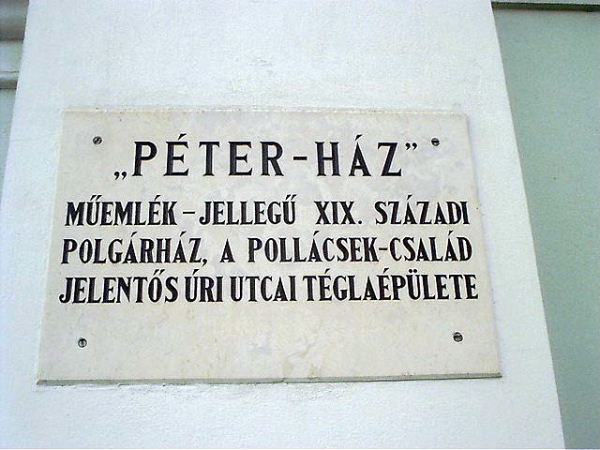 „PÉTER-HÁZ”
MŰEMLÉK-JELLEGŰ XIX. SZÁZADI
POLGÁRHÁZ, A POLLÁCSEK-CSALÁD
JELENTŐS ÚRI UTCAI TÉGLAÉPÜLETE